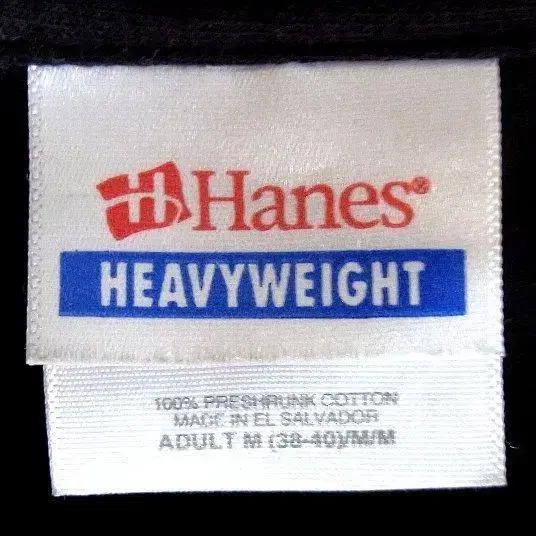 H Hanes®
HEAVYWEIGHT
100% PRESHRUNK COTTON
MADE IN EL SALVADOR
ADULT M (38-40)/M/M